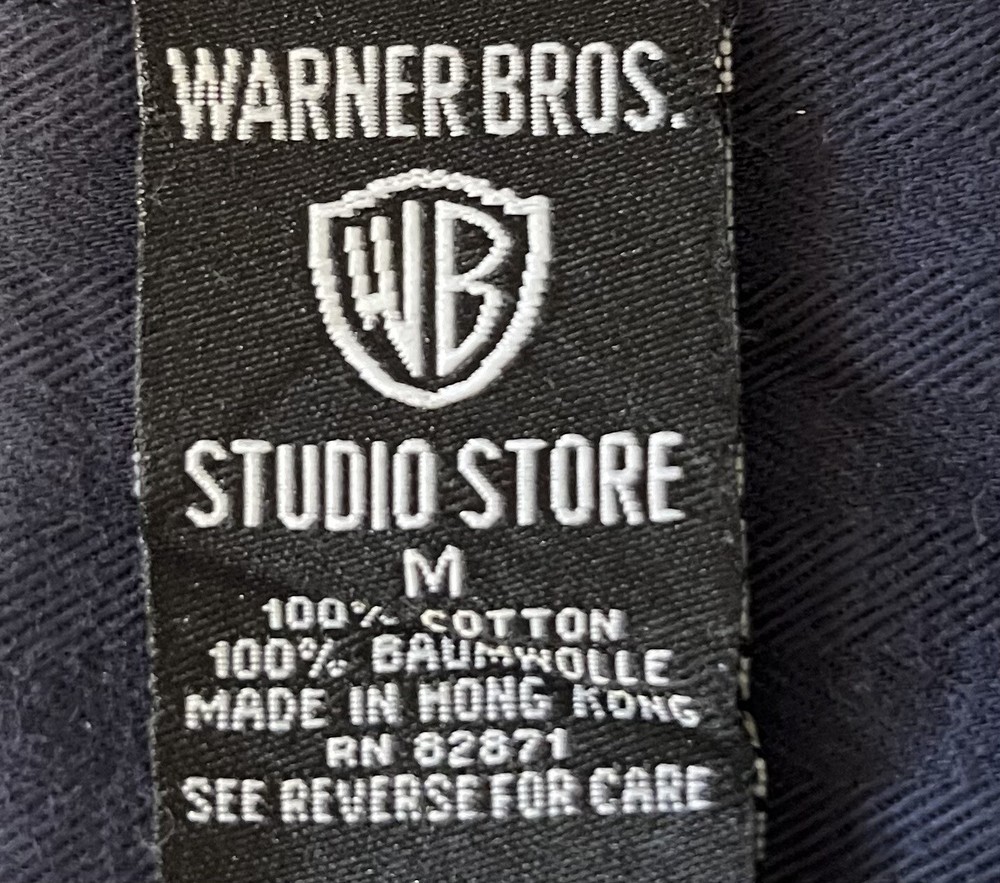 WARNER BROS.
WB
STUDIO STORE
M
100% COTTON
100% BAUMWOLLE
MADE IN HONG KONG
RN 82871
SEE REVERSE FOR CARE